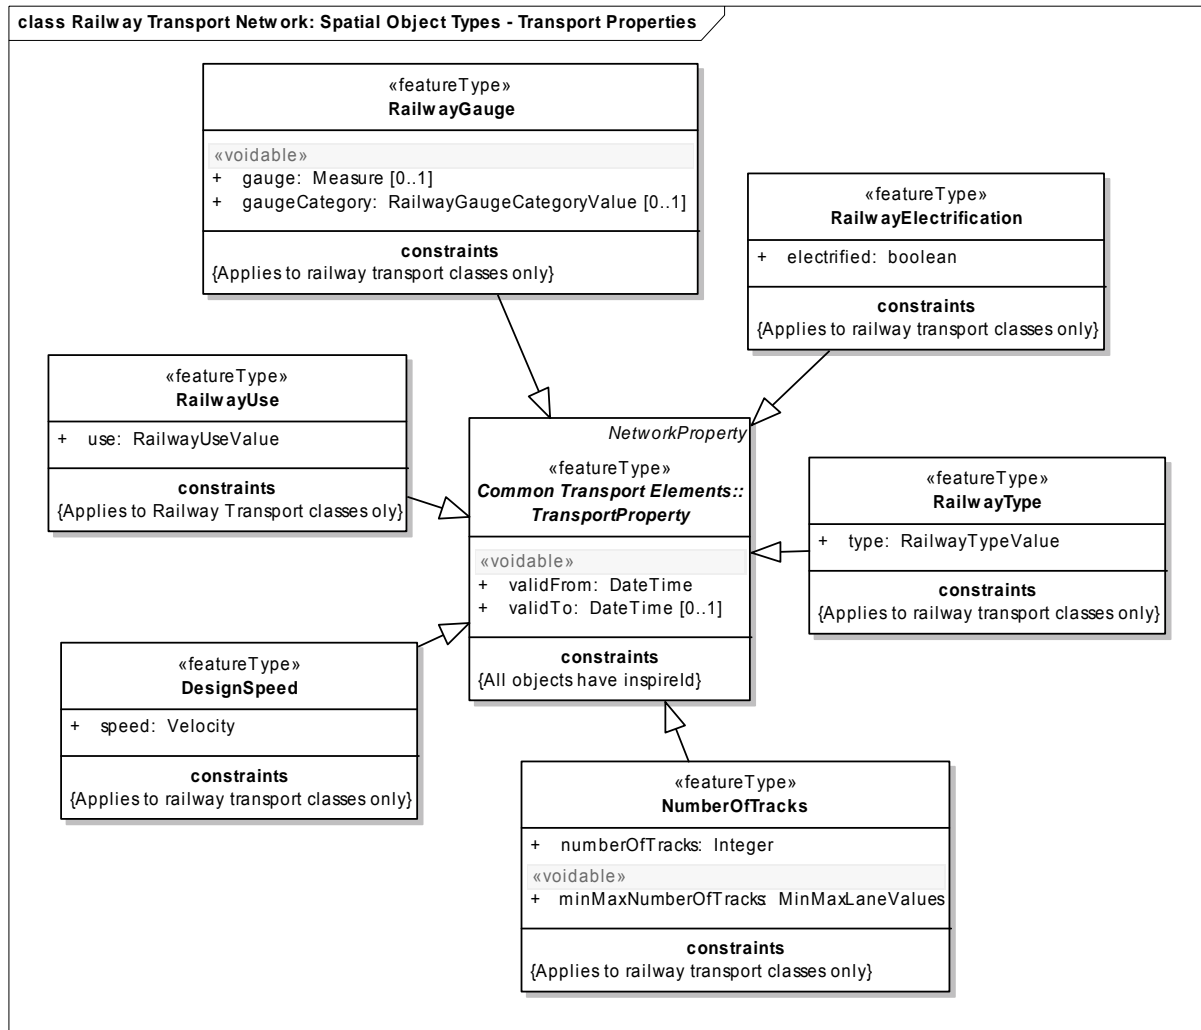 class Railway Transport Network: Spatial Object Types - Transport Properties
«featureType»
RailwayGauge
«voidable»
+ gauge: Measure [0..1]
+ gaugeCategory: RailwayGaugeCategoryValue [0..1]
constraints
{Applies to railway transport classes only}
«featureType»
RailwayElectrification
+ electrified: boolean
constraints
{Applies to railway transport classes only}
«featureType»
RailwayUse
+ use: RailwayUseValue
constraints
{Applies to Railway Transport classes oly}
NetworkProperty
«featureType»
Common Transport Elements::
TransportProperty
«voidable»
+ validFrom: DateTime
+ validTo: DateTime [0..1]
constraints
{All objects have inspireId}
«featureType»
RailwayType
+ type: RailwayTypeValue
constraints
{Applies to railway transport classes only}
«featureType»
DesignSpeed
+ speed: Velocity
constraints
{Applies to railway transport classes only}
«featureType»
NumberOfTracks
+ numberOfTracks: Integer
«voidable»
+ minMaxNumberOfTracks: MinMaxLaneValues
constraints
{Applies to railway transport classes only}